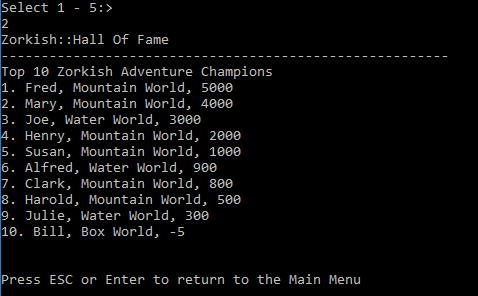 Select 1 - 5:>
2
Zorkish::Hall Of Fame
--------------------------------------------------------
Top 10 Zorkish Adventure Champions
1. Fred, Mountain World, 5000
2. Mary, Mountain World, 4000
3. Joe, Water World, 3000
4. Henry, Mountain World, 2000
5. Susan, Mountain World, 1000
6. Alfred, Water World, 900
7. Clark, Mountain World, 800
8. Harold, Mountain World, 500
9. Julie, Water World, 300
10. Bill, Box World, -5
Press ESC or Enter to return to the Main Menu